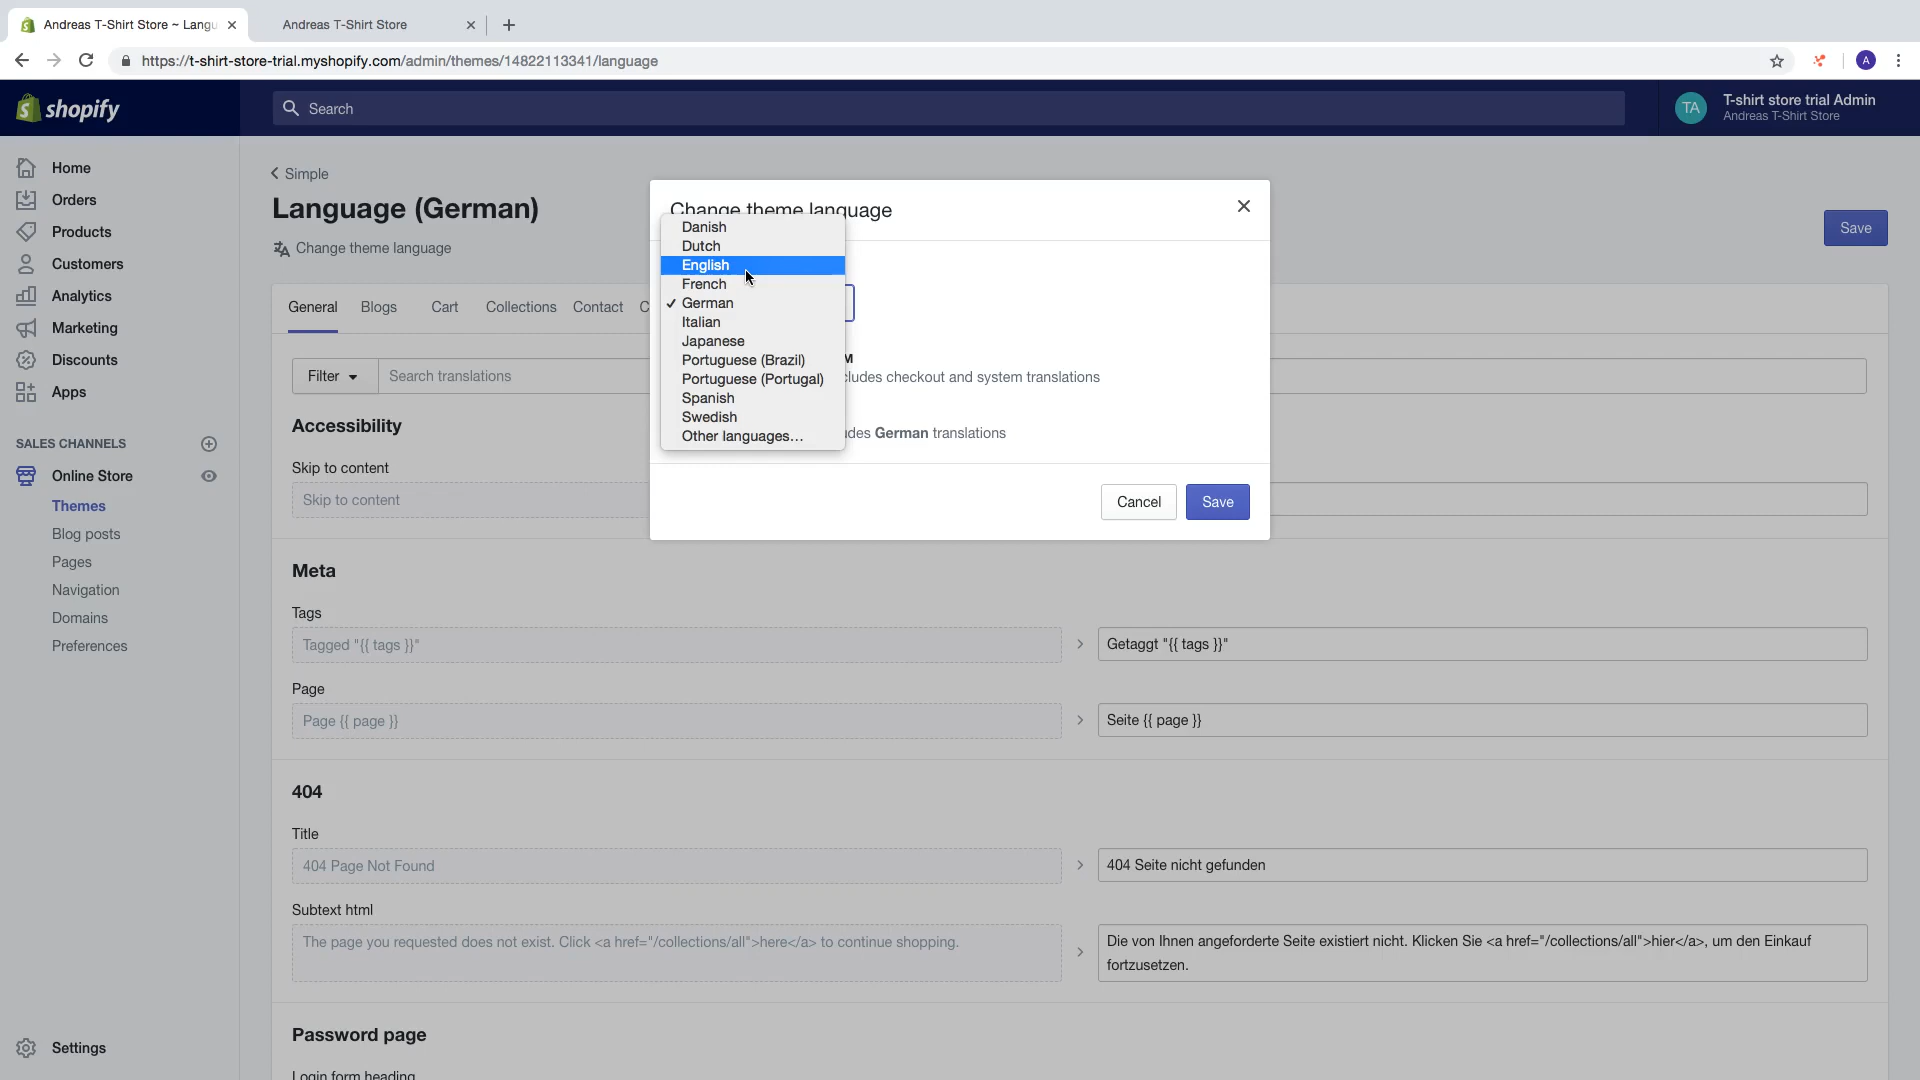 Andreas T-Shirt Store ~ Langu
Andreas T-Shirt Store
https://t-shirt-store-trial.myshopify.com/admin/themes/14822113341/language
A
shopify
Search
TA
T-shirt store trial Admin
Andreas T-Shirt Store
Home
Orders
Products
Customers
Analytics
Marketing
Discounts
Apps
SALES CHANNELS
Online Store
Themes
Blog posts
Pages
Navigation
Domains
Preferences
Settings
Simple
Language (German)
Change theme language
Save
General
Blogs
Cart
Collections
Contact
Filter
Search translations
Accessibility
Skip to content
Skip to content
Meta
Tags
Tagged "{{ tags }}"
Getaggt "{{ tags }}"
Page
Page {{ page }}
Seite {{ page }}
404
Title
404 Page Not Found
404 Seite nicht gefunden
Subtext html
The page you requested does not exist. Click <a href="/collections/all">here</a> to continue shopping.
Die von Ihnen angeforderte Seite existiert nicht. Klicken Sie <a href="/collections/all">hier</a>, um den Einkauf
fortzusetzen.
Password page
Login form heading
Change theme language
Danish
Dutch
English
French
German
Italian
Japanese
Portuguese (Brazil)
Portuguese (Portugal)
Spanish
Swedish
Other languages…
checkout and system translations
German translations
Cancel
Save